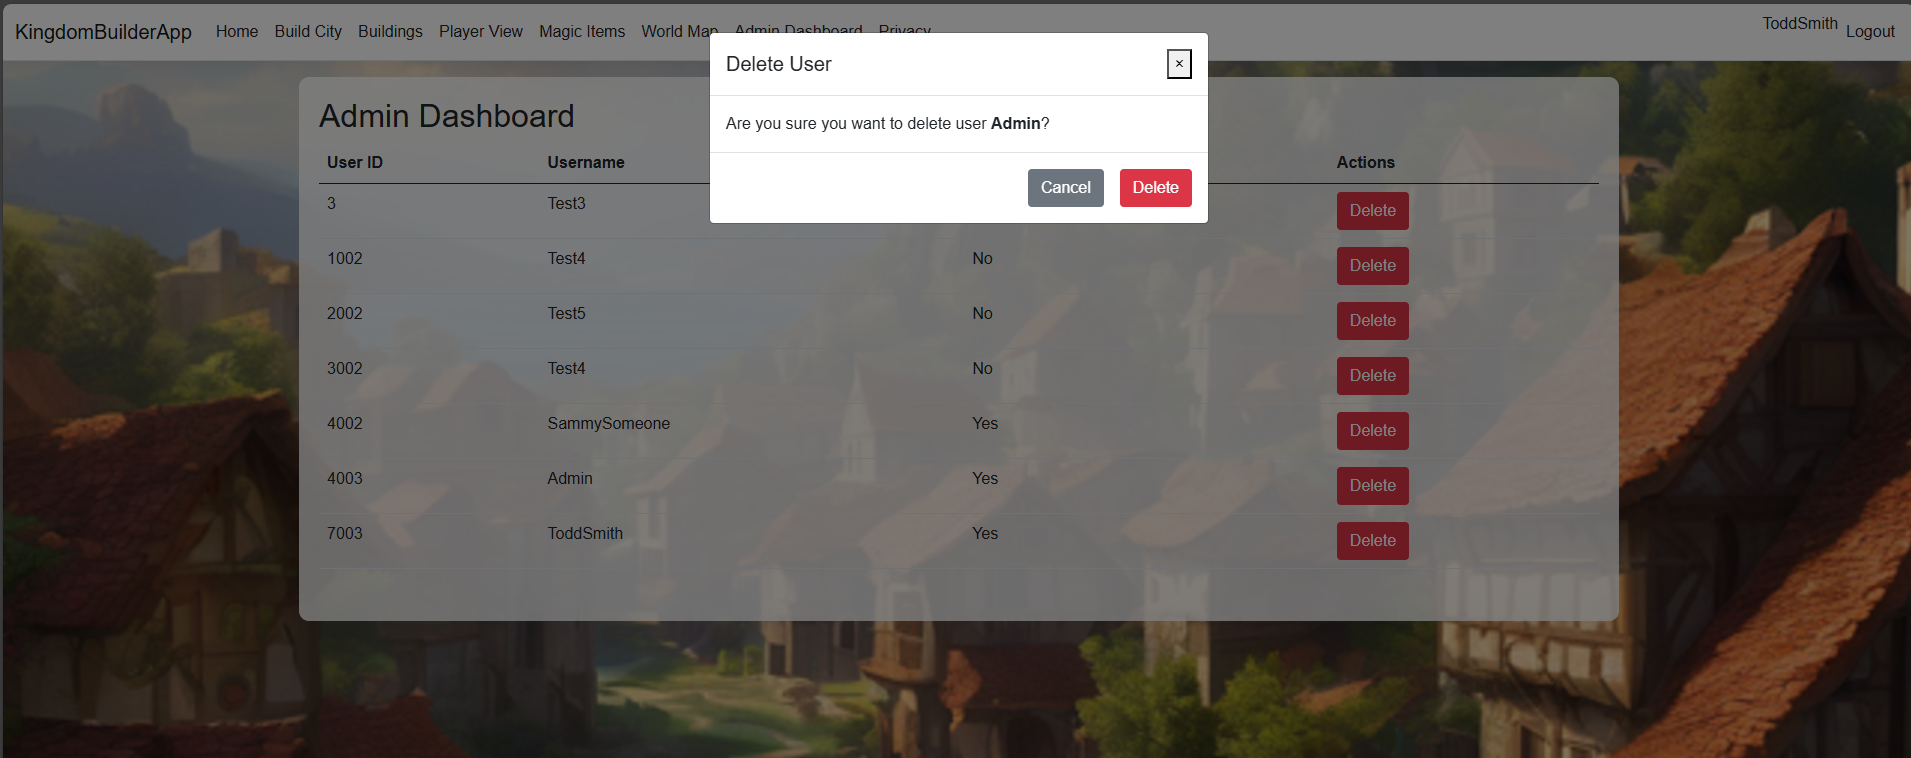 KingdomBuilderApp Home Build City Buildings Player View Magic Items World Map Admin Dashboard Privacy ToddSmith Logout
Delete User ×
Are you sure you want to delete user Admin?
Cancel Delete
Admin Dashboard
User ID Username Actions
3 Test3 Delete
1002 Test4 No Delete
2002 Test5 No Delete
3002 Test4 No Delete
4002 SammySomeone Yes Delete
4003 Admin Yes Delete
7003 ToddSmith Yes Delete